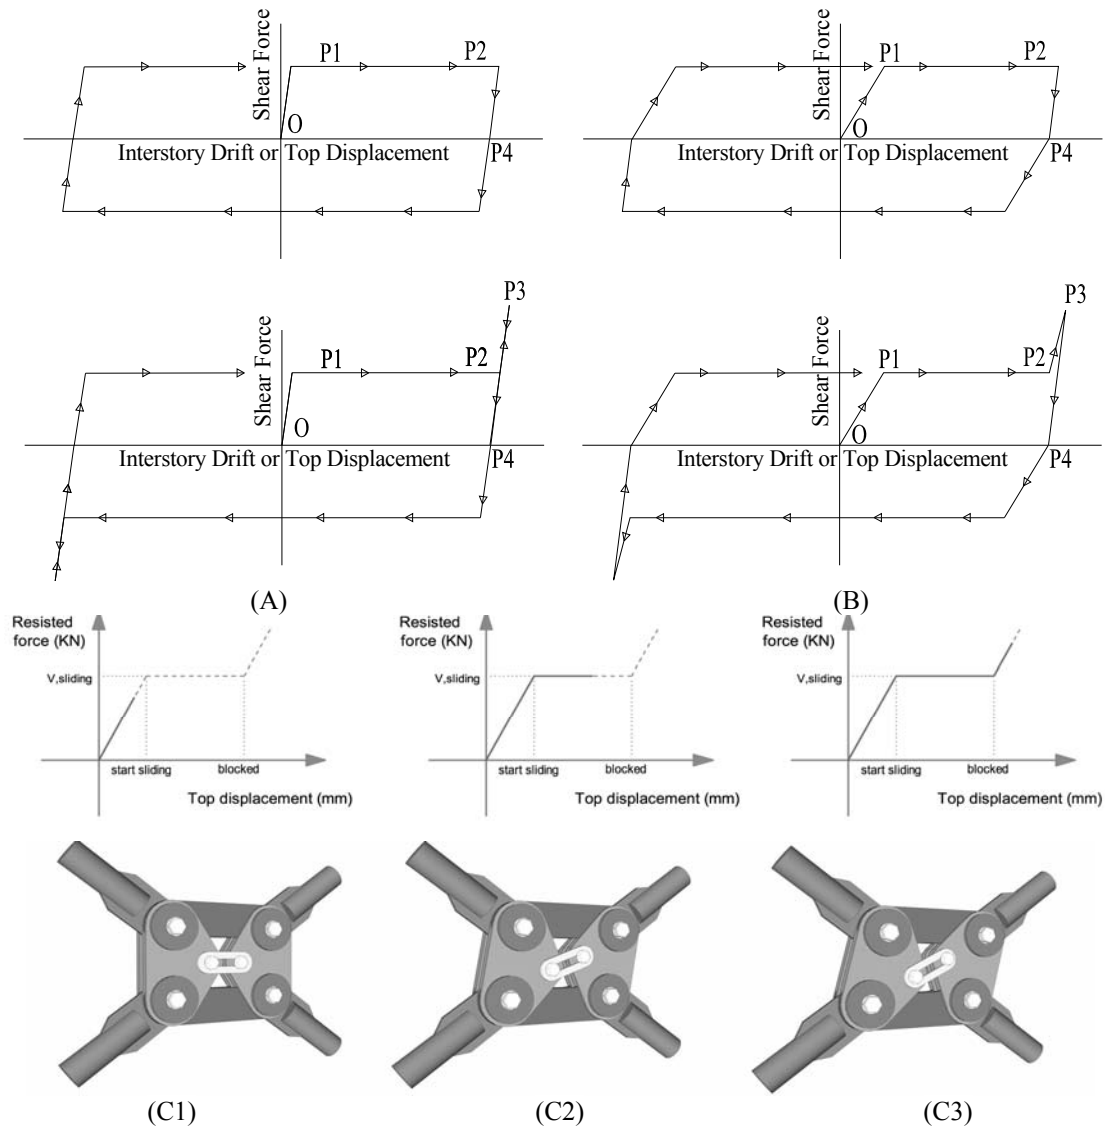 Shear Force
P1
P2
O
Interstory Drift or Top Displacement
P4
Shear Force
P1
P2
O
Interstory Drift or Top Displacement
P4
P3
Shear Force
P1
P2
O
Interstory Drift or Top Displacement
P4
P3
Shear Force
P1
P2
O
Interstory Drift or Top Displacement
P4
(A)
(B)
Resisted
force (KN)
V,sliding
start sliding
blocked
Top displacement (mm)
Resisted
force (KN)
V,sliding
start sliding
blocked
Top displacement (mm)
Resisted
force (KN)
V,sliding
start sliding
blocked
Top displacement (mm)
(C1)
(C2)
(C3)